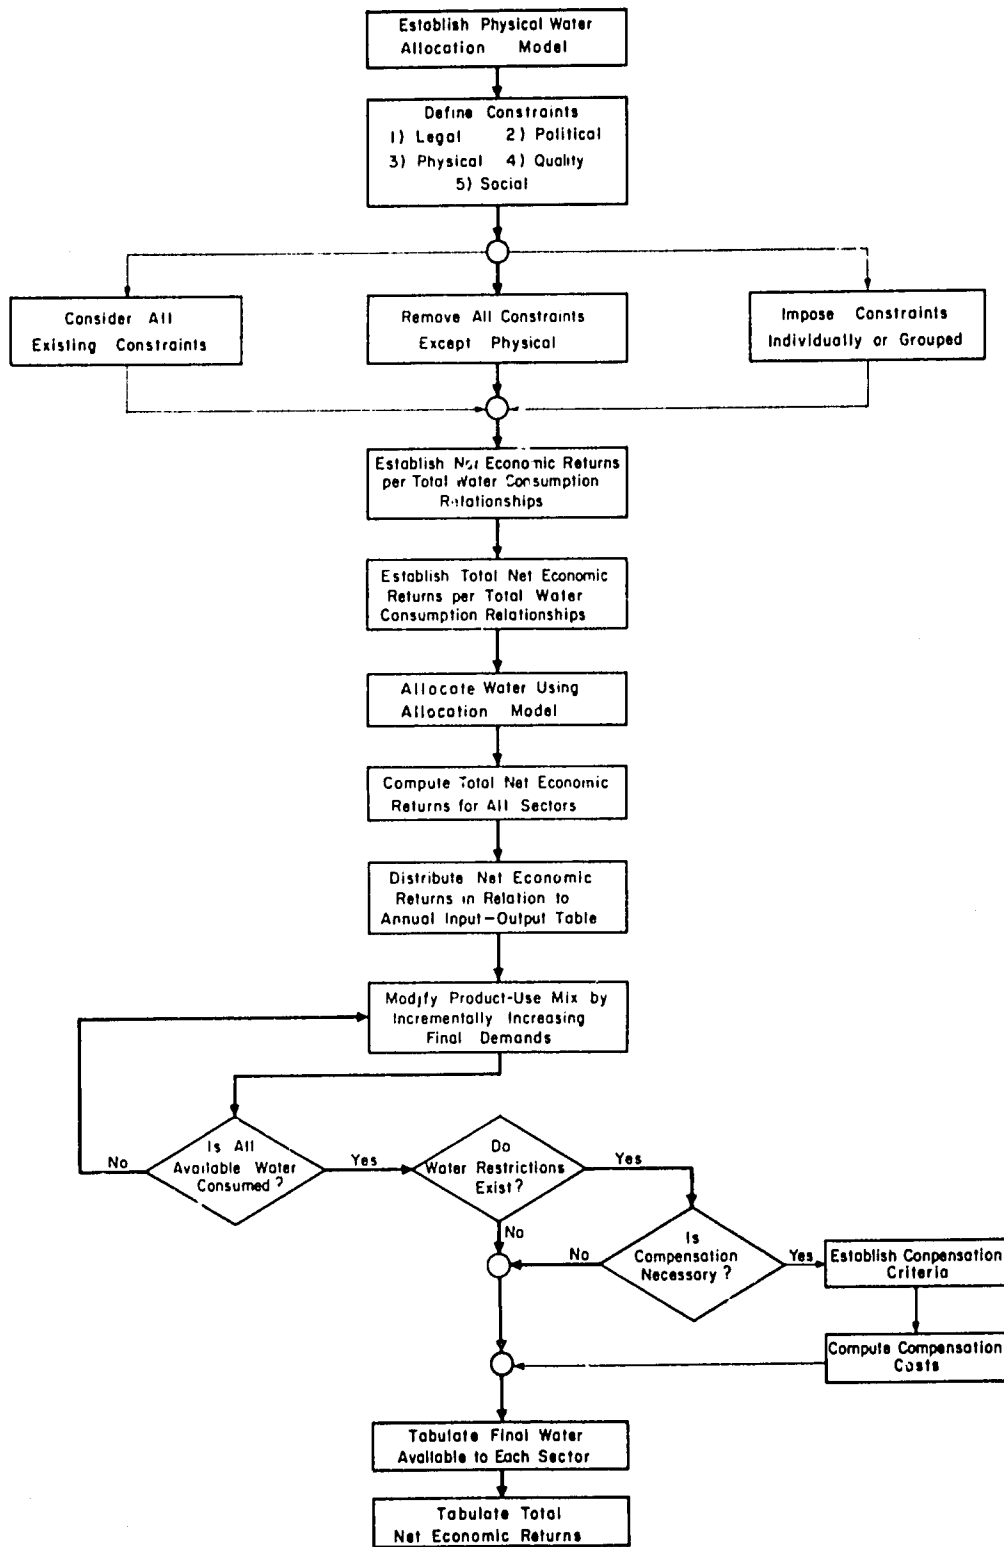 Establish Physical Water
Allocation Model
Define Constraints
1) Legal 2) Political
3) Physical 4) Quality
5) Social
Consider All
Existing Constraints
Remove All Constraints
Except Physical
Impose Constraints
Individually or Grouped
Establish Net Economic Returns
per Total Water Consumption
Relationships
Establish Total Net Economic
Returns per Total Water
Consumption Relationships
Allocate Water Using
Allocation Model
Compute Total Net Economic
Returns for All Sectors
Distribute Net Economic
Returns in Relation to
Annual Input-Output Table
Modify Product-Use Mix by
Incrementally Increasing
Final Demands
Is All
Available Water
Consumed?
No
Yes
Do
Water Restrictions
Exist?
Yes
No
Is
Compensation
Necessary?
No
Yes
Establish Conpensation
Criteria
Compute Compensation
Costs
Tabulate Final Water
Available to Each Sector
Tabulate Total
Net Economic Returns